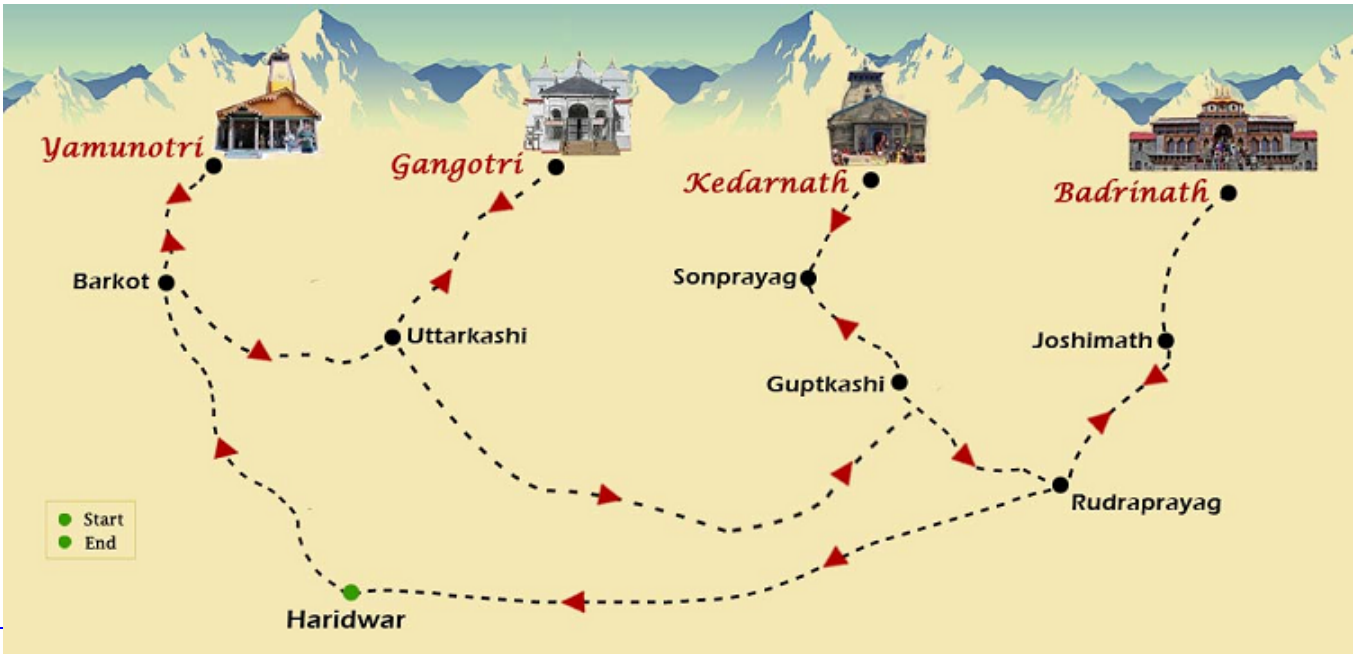 Yamunotri
Gangotri
Kedarnath
Badrinath
Barkot
Sonprayag
Uttarkashi
Joshimath
Guptkashi
Rudraprayag
Start
End
Haridwar